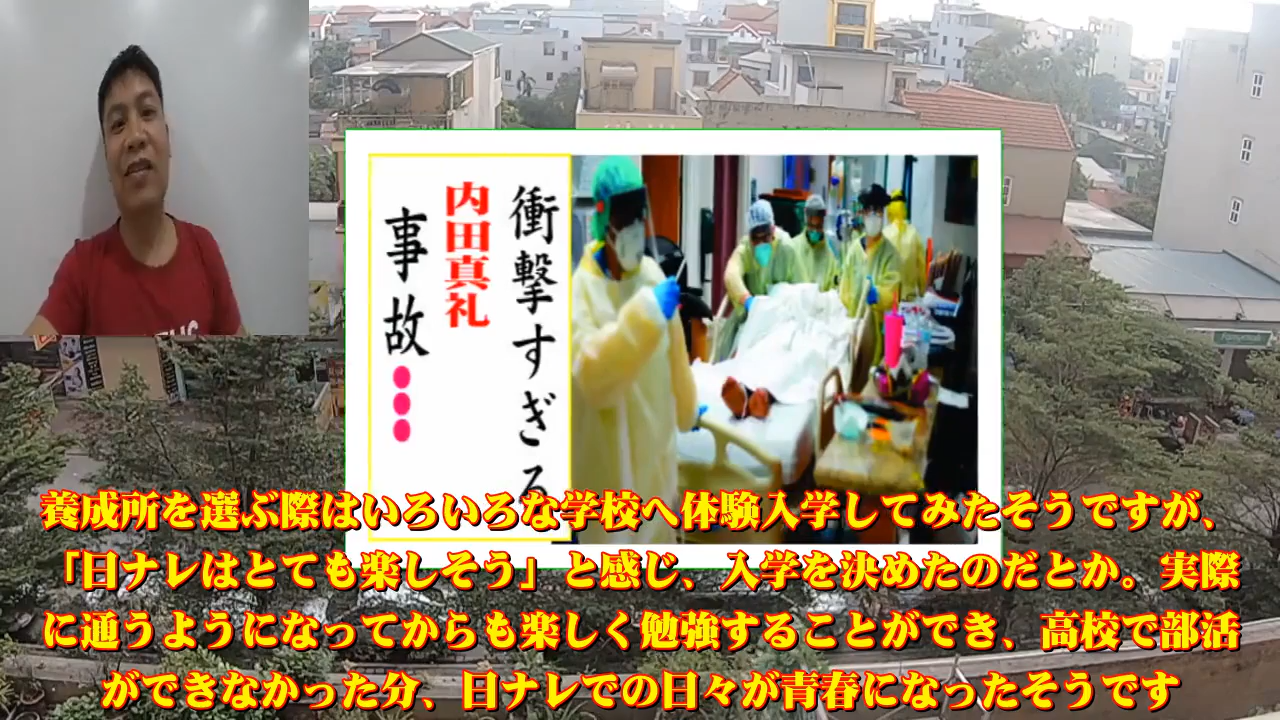 衝撃すぎる
内田真礼
事故●●●
養成所を選ぶ際はいろいろな学校へ体験入学してみたそうですが、
「日ナレはとても楽しそう」と感じ、入学を決めたのだとか。実際
に通うようになってからも楽しく勉強することができ、高校で部活
ができなかった分、日ナレでの日々が青春になったそうです